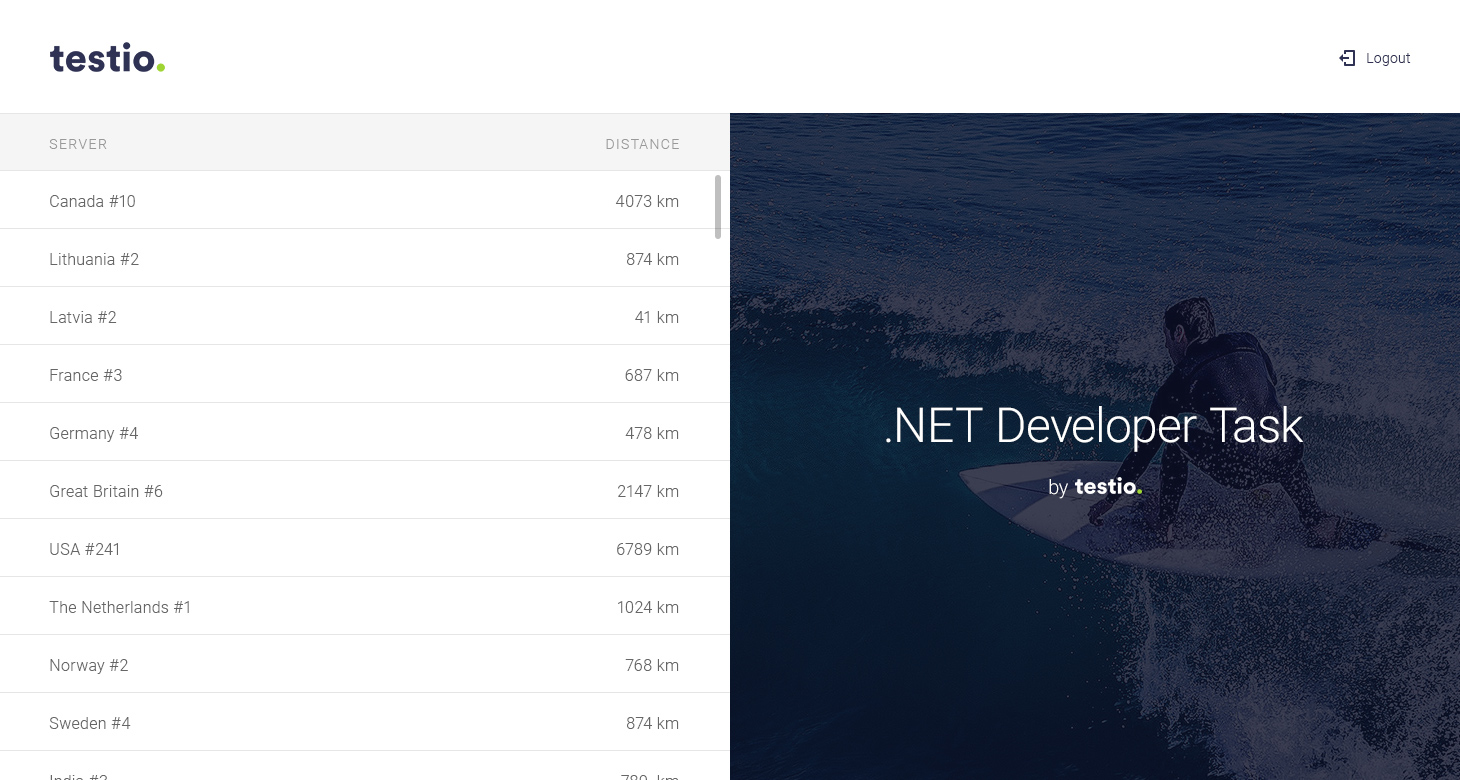 testio.
Logout
SERVER DISTANCE
Canada #10 4073 km
Lithuania #2 874 km
Latvia #2 41 km
France #3 687 km
Germany #4 478 km
Great Britain #6 2147 km
USA #241 6789 km
The Netherlands #1 1024 km
Norway #2 768 km
Sweden #4 874 km
.NET Developer Task
by testio.